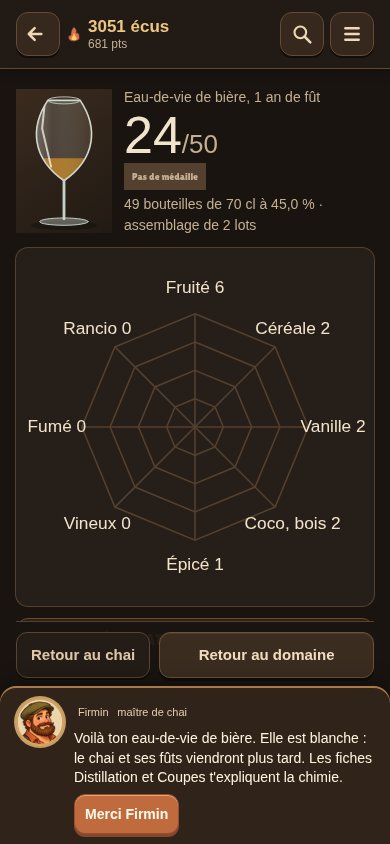 3051 écus
681 pts
Eau-de-vie de bière, 1 an de fût
24/50
Pas de médaille
49 bouteilles de 70 cl à 45,0 % ·
assemblage de 2 lots
Fruité 6
Rancio 0
Céréale 2
Fumé 0
Vanille 2
Vineux 0
Coco, bois 2
Épicé 1
Retour au chai
Retour au domaine
Firmin maître de chai
Voilà ton eau-de-vie de bière. Elle est blanche :
le chai et ses fûts viendront plus tard. Les fiches
Distillation et Coupes t'expliquent la chimie.
Merci Firmin